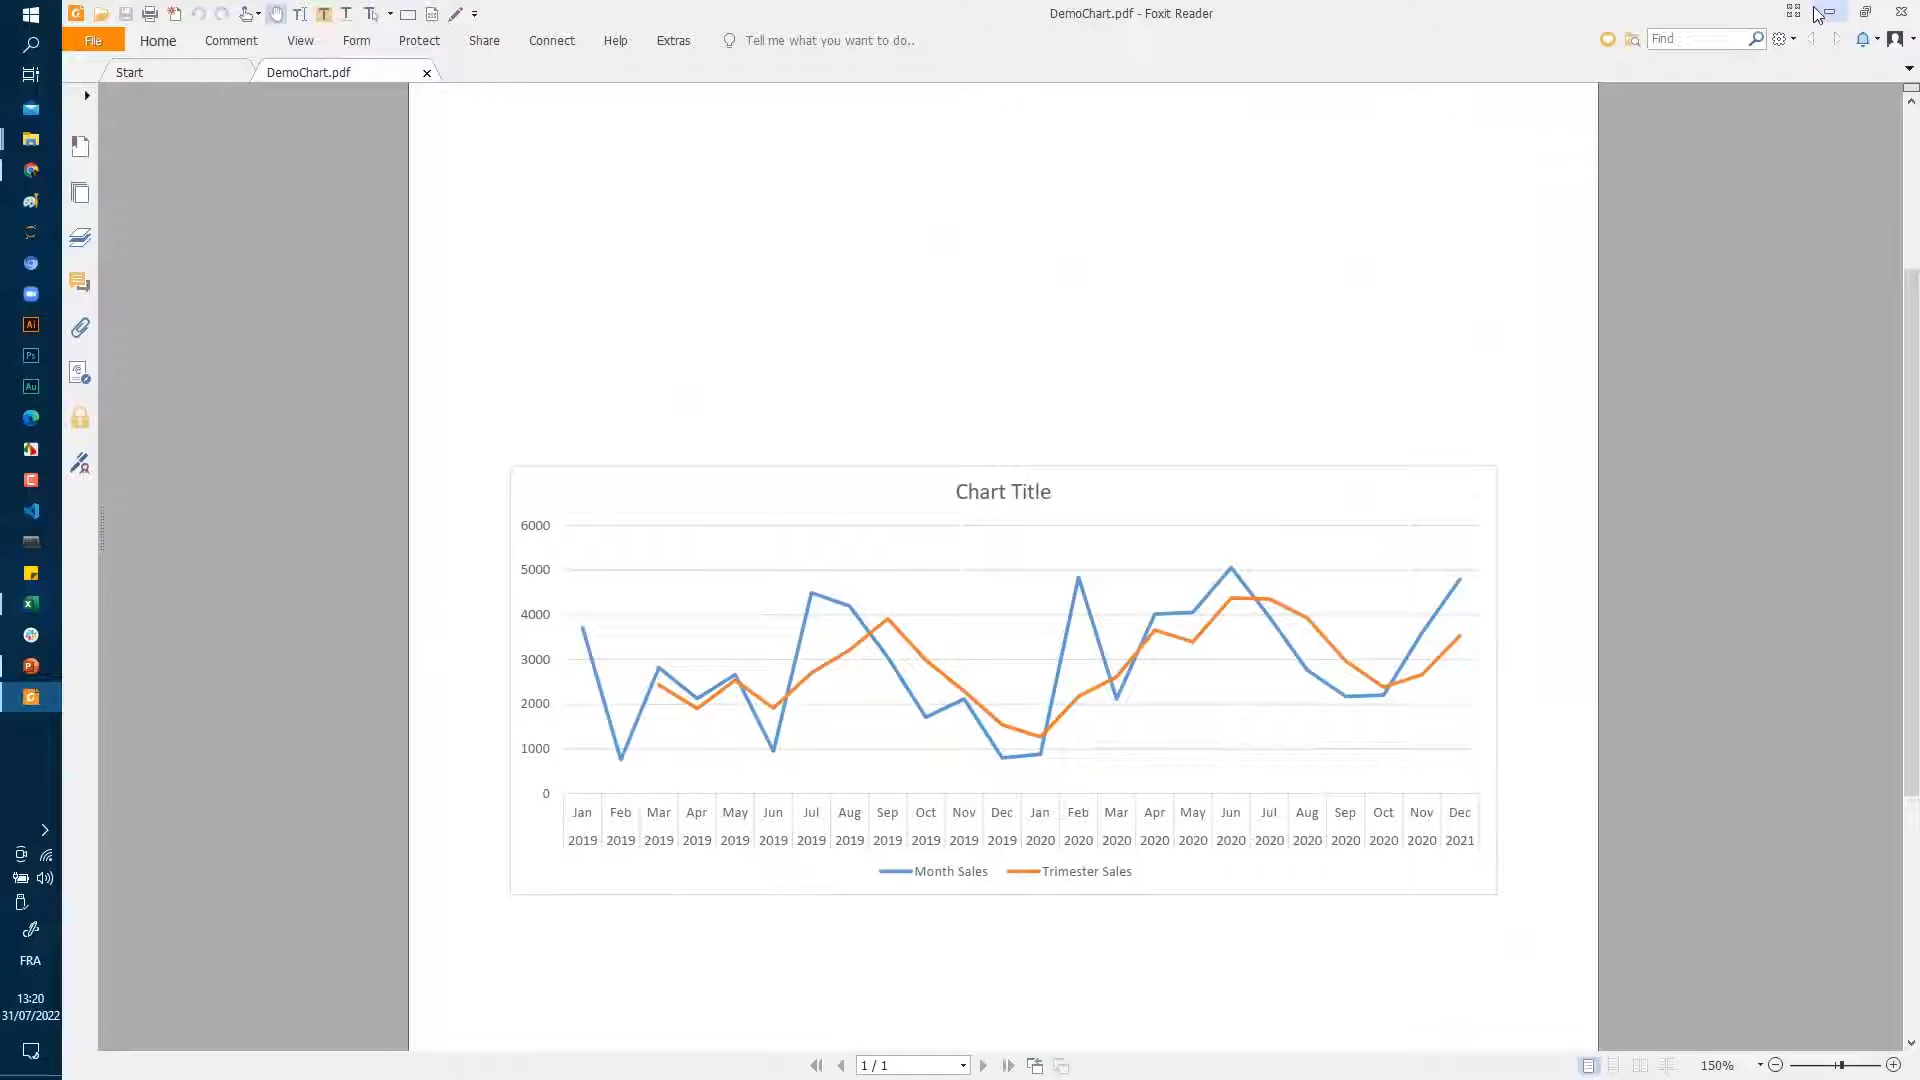 DemoChart.pdf - Foxit Reader
File Home Comment View Form Protect Share Connect Help Extras Tell me what you want to do.. Find
Start DemoChart.pdf
Chart Title
6000
5000
4000
3000
2000
1000
0
Jan Feb Mar Apr May Jun Jul Aug Sep Oct Nov Dec Jan Feb Mar Apr May Jun Jul Aug Sep Oct Nov Dec
2019 2019 2019 2019 2019 2019 2019 2019 2019 2019 2019 2019 2020 2020 2020 2020 2020 2020 2020 2020 2020 2020 2020 2021
Month Sales Trimester Sales
Ai
Ps
Au
FRA
13:20
31/07/2022
1 / 1
150%